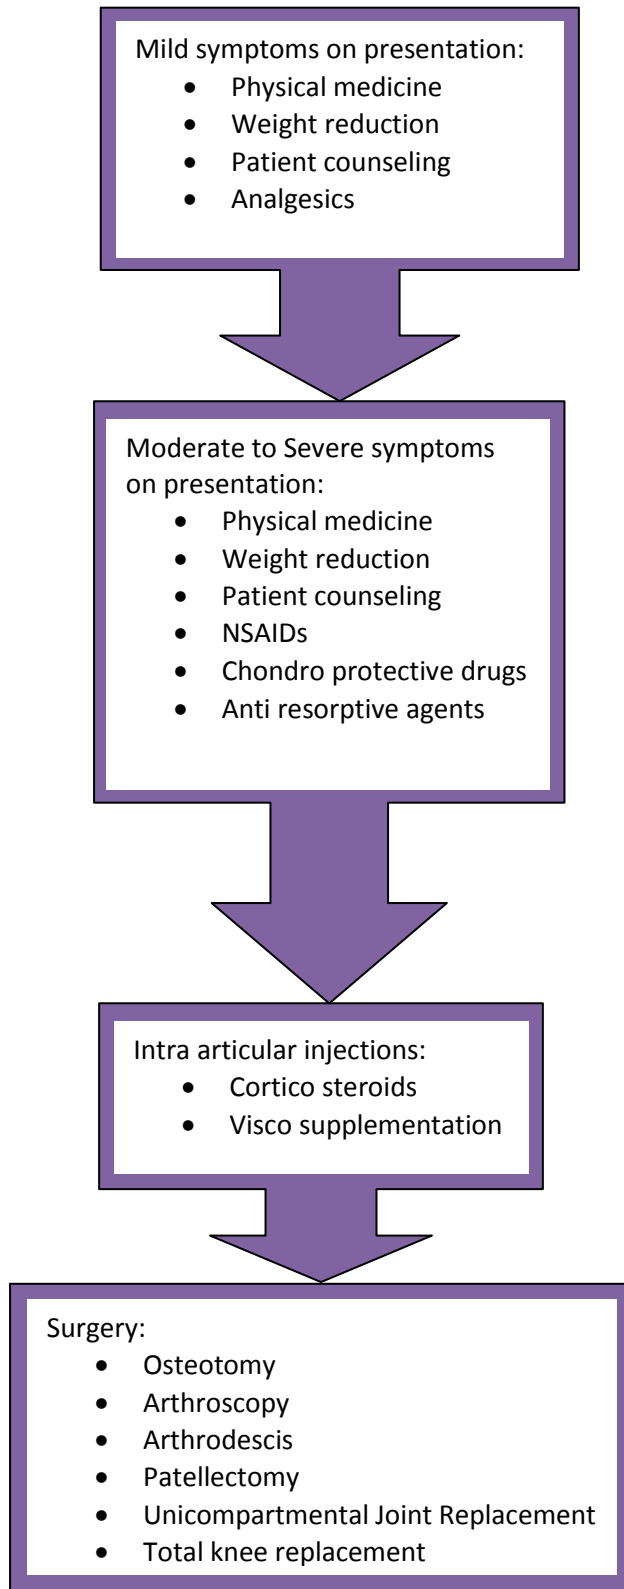 Mild symptoms on presentation:
• Physical medicine
• Weight reduction
• Patient counseling
• Analgesics
Moderate to Severe symptoms
on presentation:
• Physical medicine
• Weight reduction
• Patient counseling
• NSAIDs
• Chondro protective drugs
• Anti resorptive agents
Intra articular injections:
• Cortico steroids
• Visco supplementation
Surgery:
• Osteotomy
• Arthroscopy
• Arthrodescis
• Patellectomy
• Unicompartmental Joint Replacement
• Total knee replacement